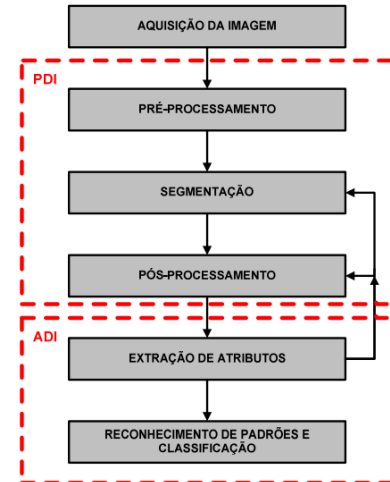 AQUISIÇÃO DA IMAGEM
PDI
PRÉ-PROCESSAMENTO
SEGMENTAÇÃO
PÓS-PROCESSAMENTO
ADI
EXTRAÇÃO DE ATRIBUTOS
RECONHECIMENTO DE PADRÕES E
CLASSIFICAÇÃO